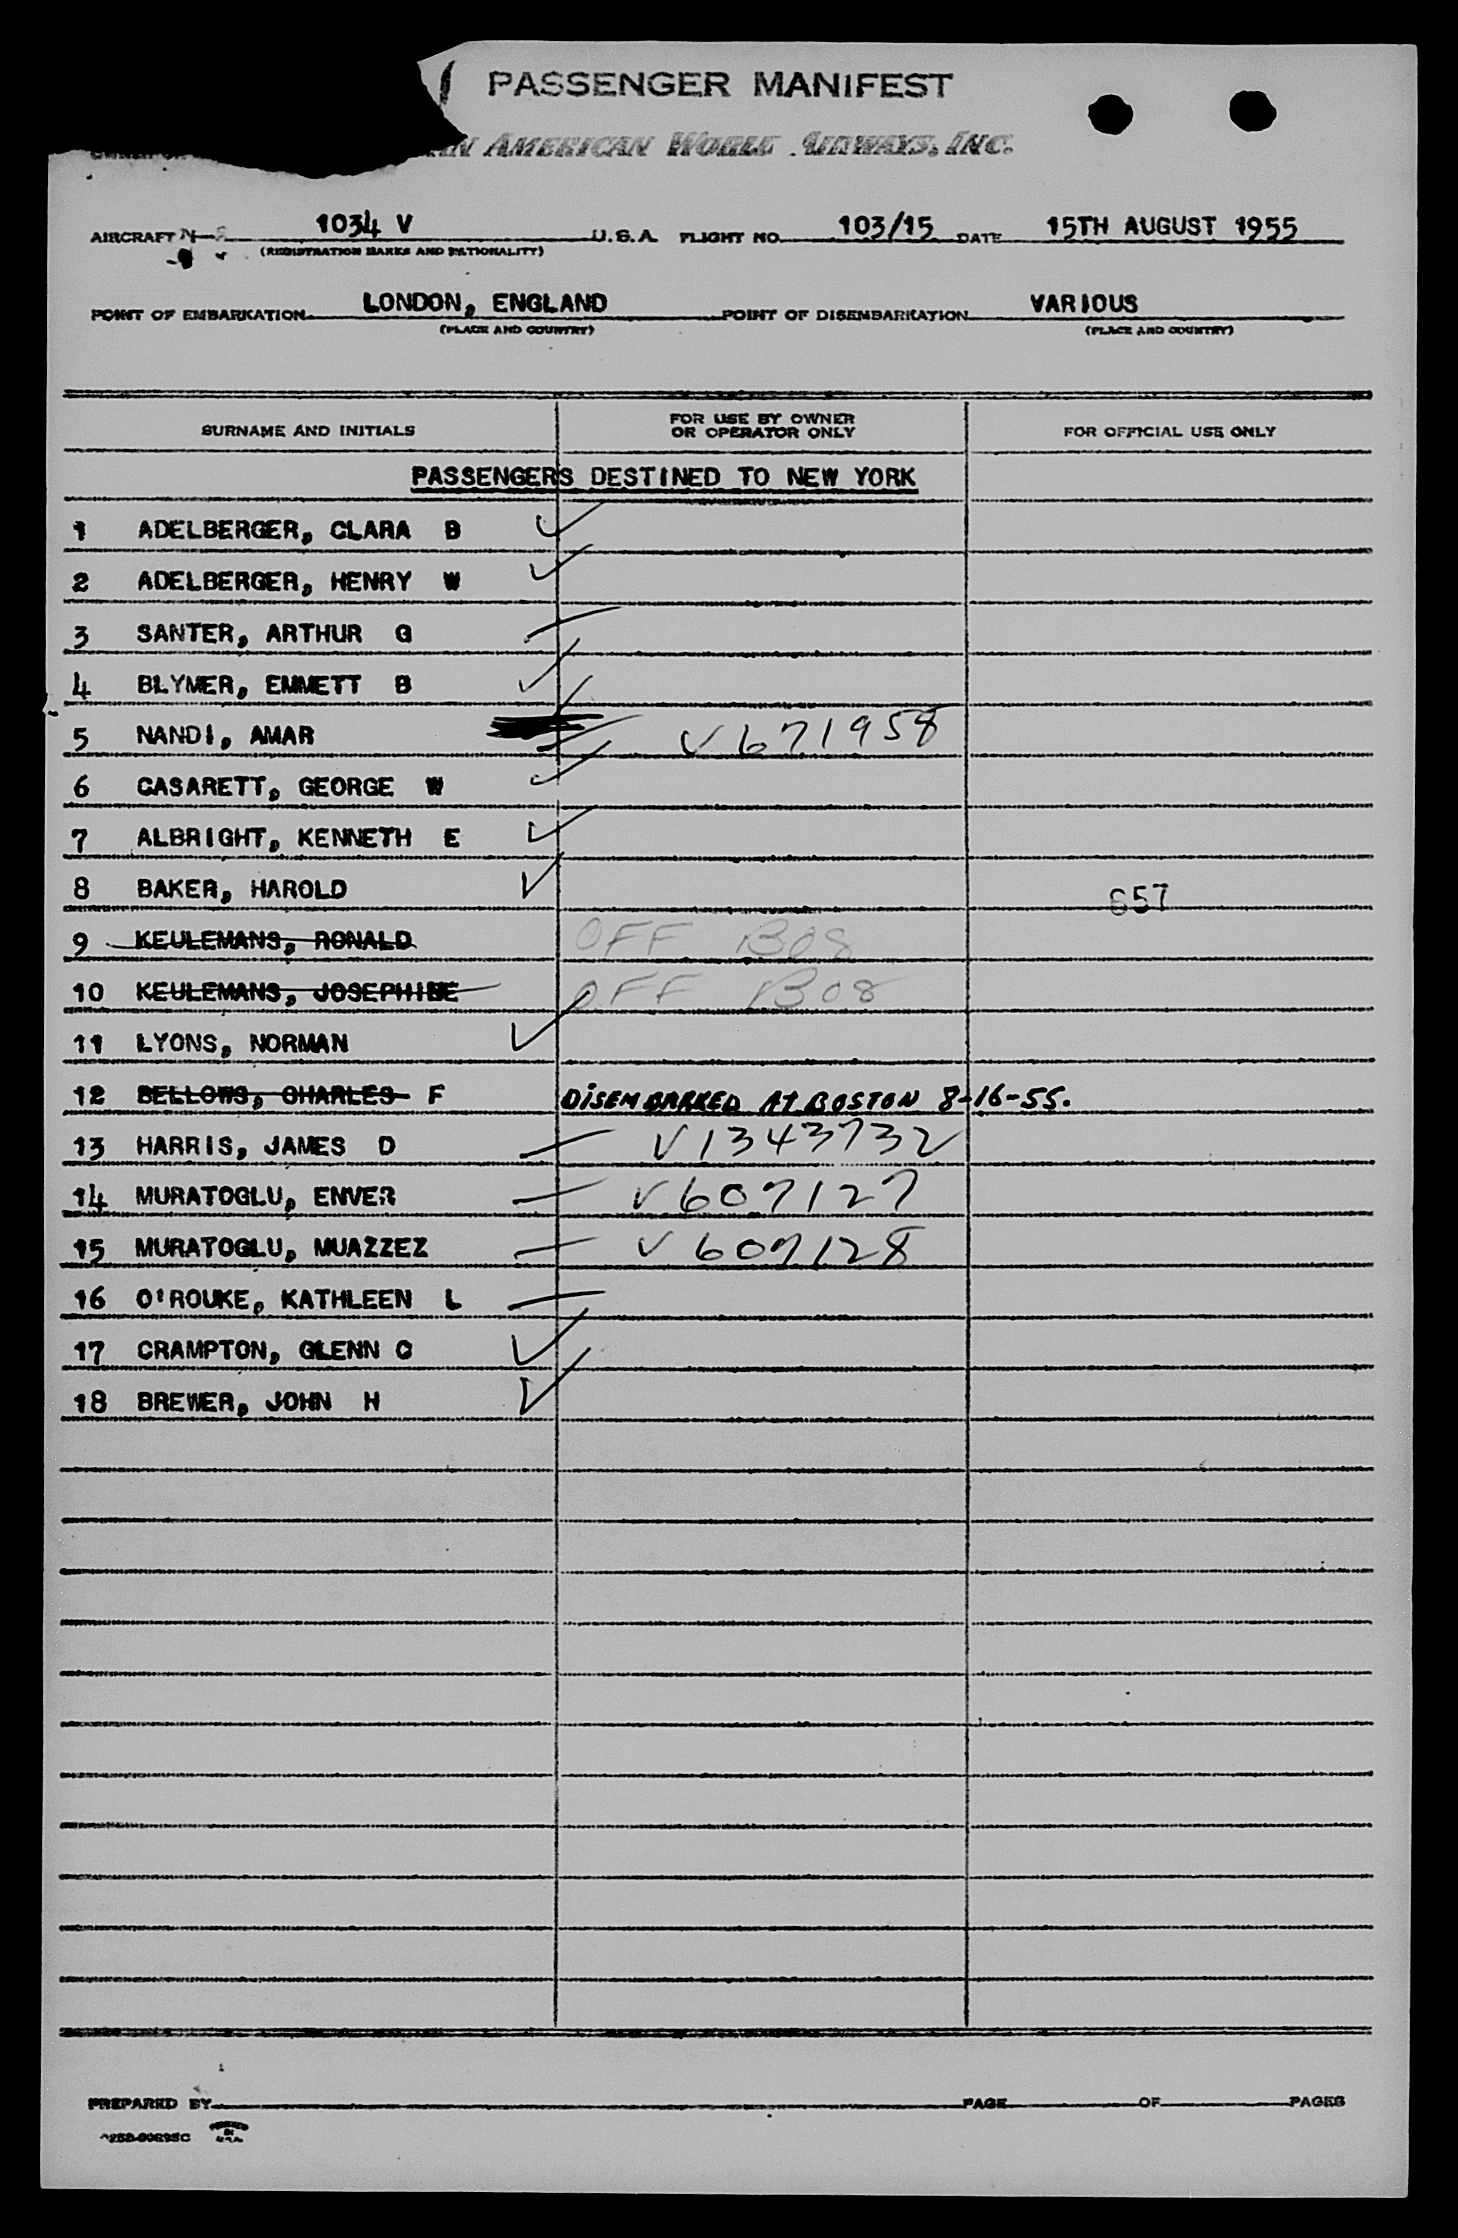 PASSENGER MANIFEST
AN AMERICAN WORLD AIRWAYS, INC.
AIRCRAFT N 1034 V U.S.A. FLIGHT NO. 103/15 DATE 15TH AUGUST 1955
(REGISTRATION MARKS AND NATIONALITY)
POINT OF EMBARKATION LONDON, ENGLAND POINT OF DISEMBARKATION VARIOUS
(PLACE AND COUNTRY) (PLACE AND COUNTRY)
SURNAME AND INITIALS FOR USE BY OWNER OR OPERATOR ONLY FOR OFFICIAL USE ONLY
PASSENGERS DESTINED TO NEW YORK
1 ADELBERGER, CLARA B
2 ADELBERGER, HENRY W
3 SANTER, ARTHUR G
4 BLYMER, EMMETT B
5 NANDI, AMAR V671958
6 CASARETT, GEORGE W
7 ALBRIGHT, KENNETH E
8 BAKER, HAROLD 657
9 KEULEMANS, RONALD OFF BOS
10 KEULEMANS, JOSEPHINE OFF BOS
11 LYONS, NORMAN
12 BELLOWS, CHARLES F DISEMBARKED AT BOSTON 8-16-55.
13 HARRIS, JAMES D V1343732
14 MURATOGLU, ENVER V607127
15 MURATOGLU, MUAZZEZ V607128
16 O'ROUKE, KATHLEEN L
17 CRAMPTON, GLENN C
18 BREWER, JOHN H
PREPARED BY PAGE OF PAGES
PRINTED IN U.S.A.